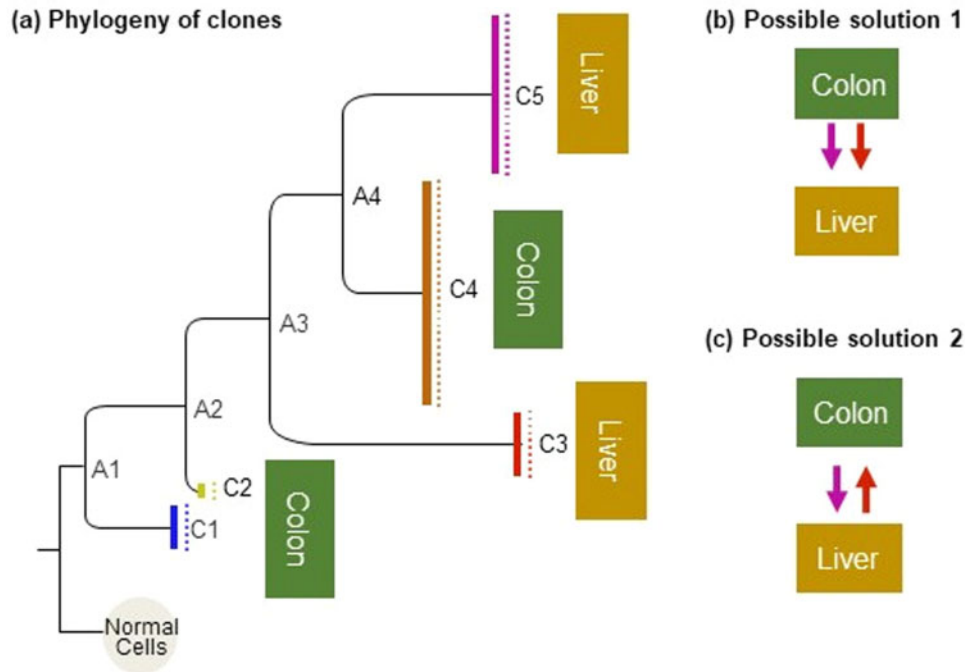 (a) Phylogeny of clones
C5
Liver
A4
C4
Colon
A3
C3
Liver
A2
A1
C2
C1
Colon
Normal
Cells
(b) Possible solution 1
Colon
Liver
(c) Possible solution 2
Colon
Liver